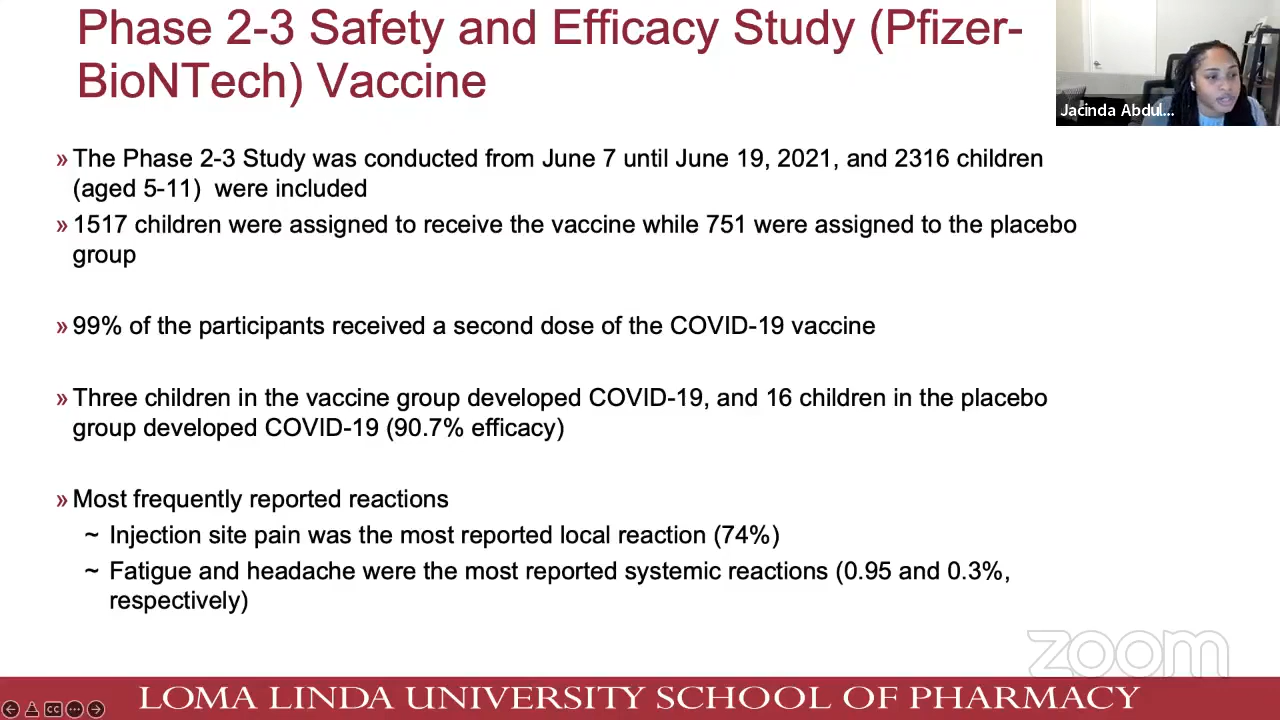 Phase 2-3 Safety and Efficacy Study (Pfizer-
BioNTech) Vaccine
Jacinda Abdul...
» The Phase 2-3 Study was conducted from June 7 until June 19, 2021, and 2316 children
(aged 5-11) were included
» 1517 children were assigned to receive the vaccine while 751 were assigned to the placebo
group
» 99% of the participants received a second dose of the COVID-19 vaccine
» Three children in the vaccine group developed COVID-19, and 16 children in the placebo
group developed COVID-19 (90.7% efficacy)
» Most frequently reported reactions
~ Injection site pain was the most reported local reaction (74%)
~ Fatigue and headache were the most reported systemic reactions (0.95 and 0.3%,
respectively)
zoom
LOMA LINDA UNIVERSITY SCHOOL OF PHARMACY
CC